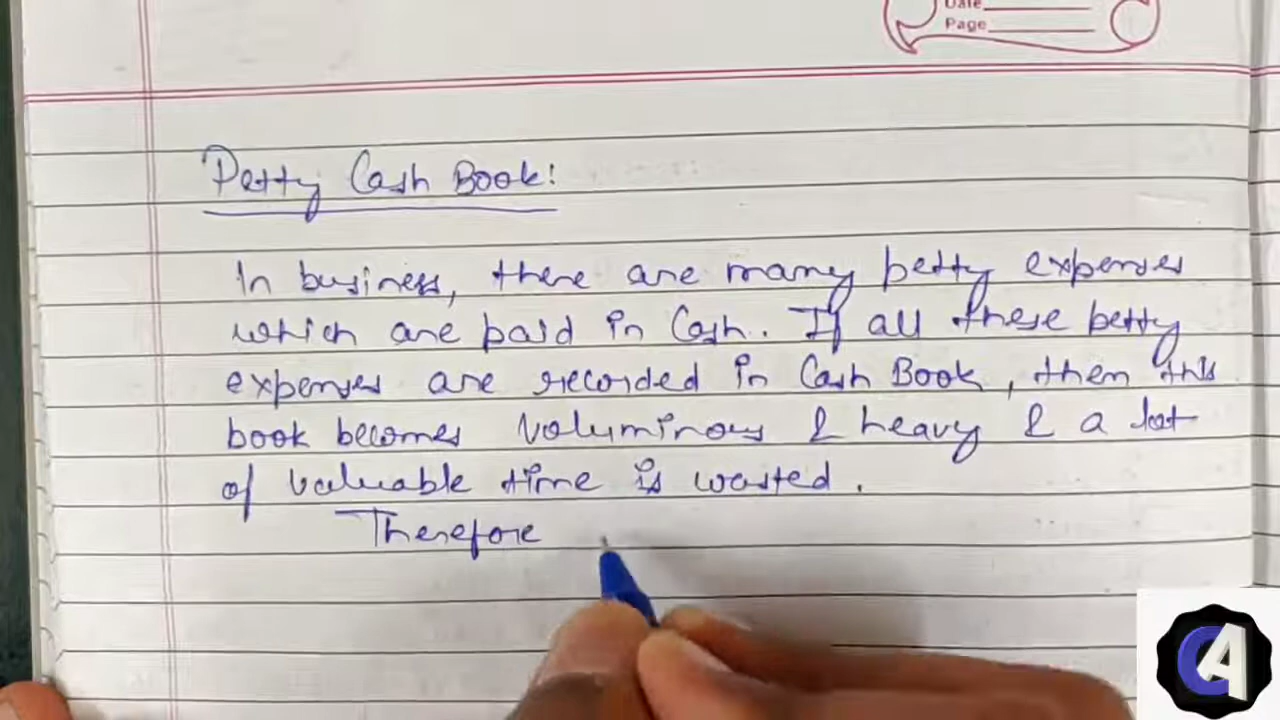 Date
Page
Petty Cash Book:
In business, there are many petty expenses
which are paid in Cash. If all these petty
expenses are recorded in Cash Book, then this
book becomes voluminous & heavy & a lot
of valuable time is wasted.
Therefore
CA